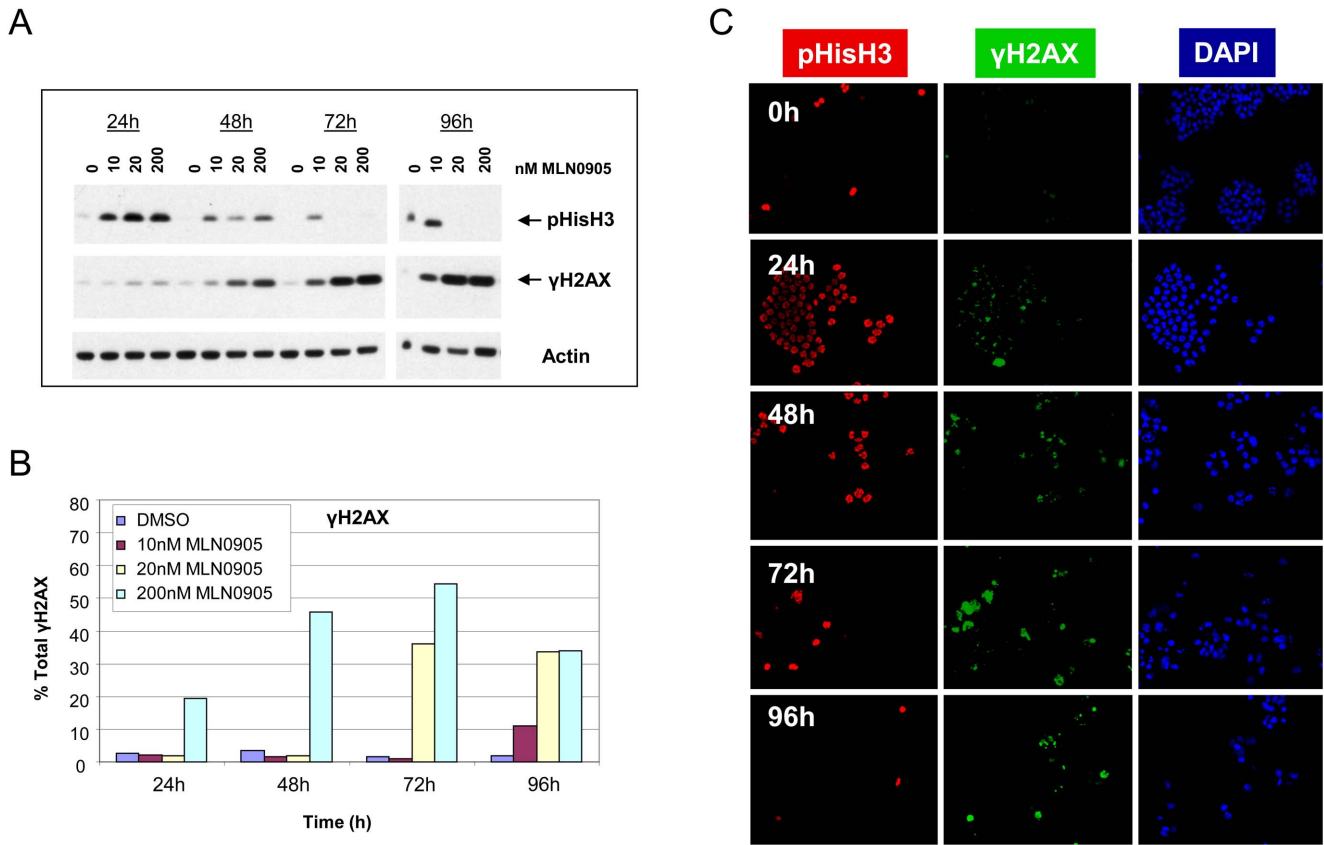 A
24h 48h 72h 96h
0 10 20 200 0 10 20 200 0 10 20 200 0 10 20 200 nM MLN0905
pHisH3
γH2AX
Actin
B
γH2AX
DMSO
10nM MLN0905
20nM MLN0905
200nM MLN0905
% Total γH2AX
80
70
60
50
40
30
20
10
0
24h 48h 72h 96h
Time (h)
C
pHisH3 γH2AX DAPI
0h
24h
48h
72h
96h